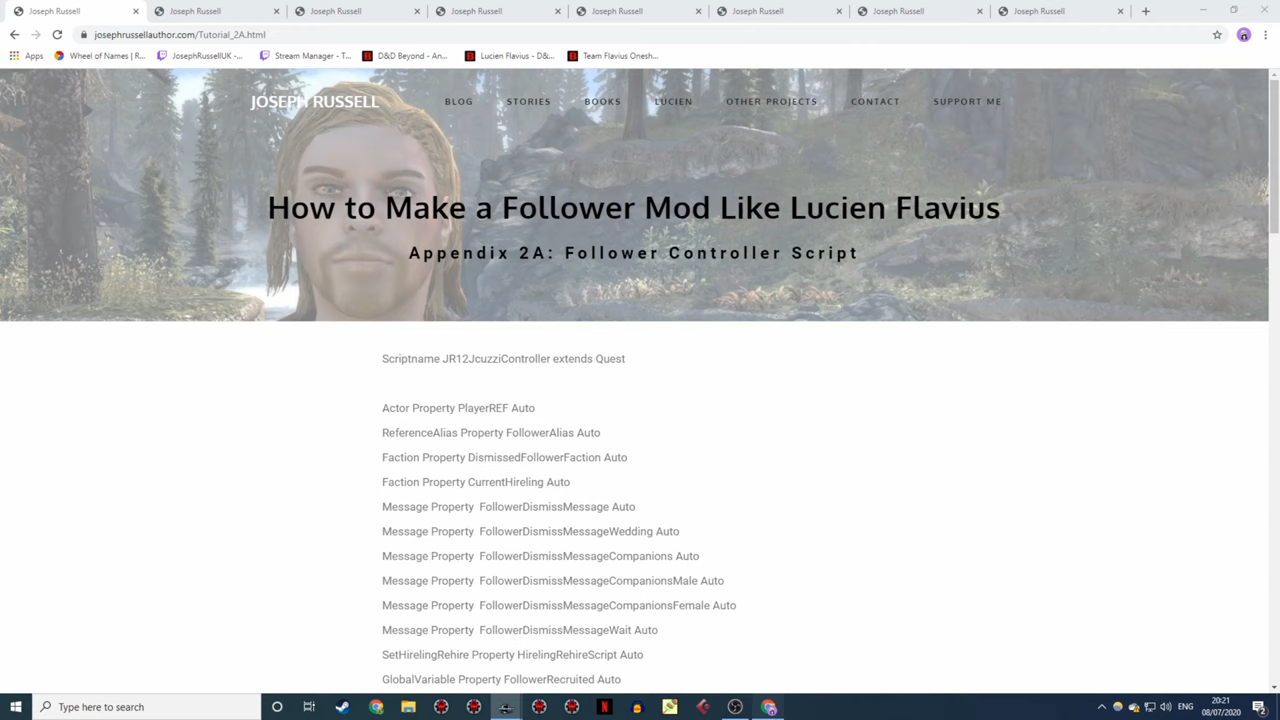 Joseph Russell
Joseph Russell
Joseph Russell
Joseph Russell
Joseph Russell
Joseph Russell
Joseph Russell
Joseph Russell
josephrussellauthor.com/Tutorial_2A.html
Apps
Wheel of Names | R...
JosephRussellUK -...
Stream Manager - T...
D&D Beyond - An...
Lucien Flavius - D&...
Team Flavius Onesh...
JOSEPH RUSSELL
BLOG
STORIES
BOOKS
LUCIEN
OTHER PROJECTS
CONTACT
SUPPORT ME
How to Make a Follower Mod Like Lucien Flavius
Appendix 2A: Follower Controller Script
Scriptname JR12JcuzziController extends Quest
Actor Property PlayerREF Auto
ReferenceAlias Property FollowerAlias Auto
Faction Property DismissedFollowerFaction Auto
Faction Property CurrentHireling Auto
Message Property  FollowerDismissMessage Auto
Message Property  FollowerDismissMessageWedding Auto
Message Property  FollowerDismissMessageCompanions Auto
Message Property  FollowerDismissMessageCompanionsMale Auto
Message Property  FollowerDismissMessageCompanionsFemale Auto
Message Property  FollowerDismissMessageWait Auto
SetHirelingRehire Property HirelingRehireScript Auto
GlobalVariable Property FollowerRecruited Auto
Type here to search
ENG
20:21
08/07/2020
2